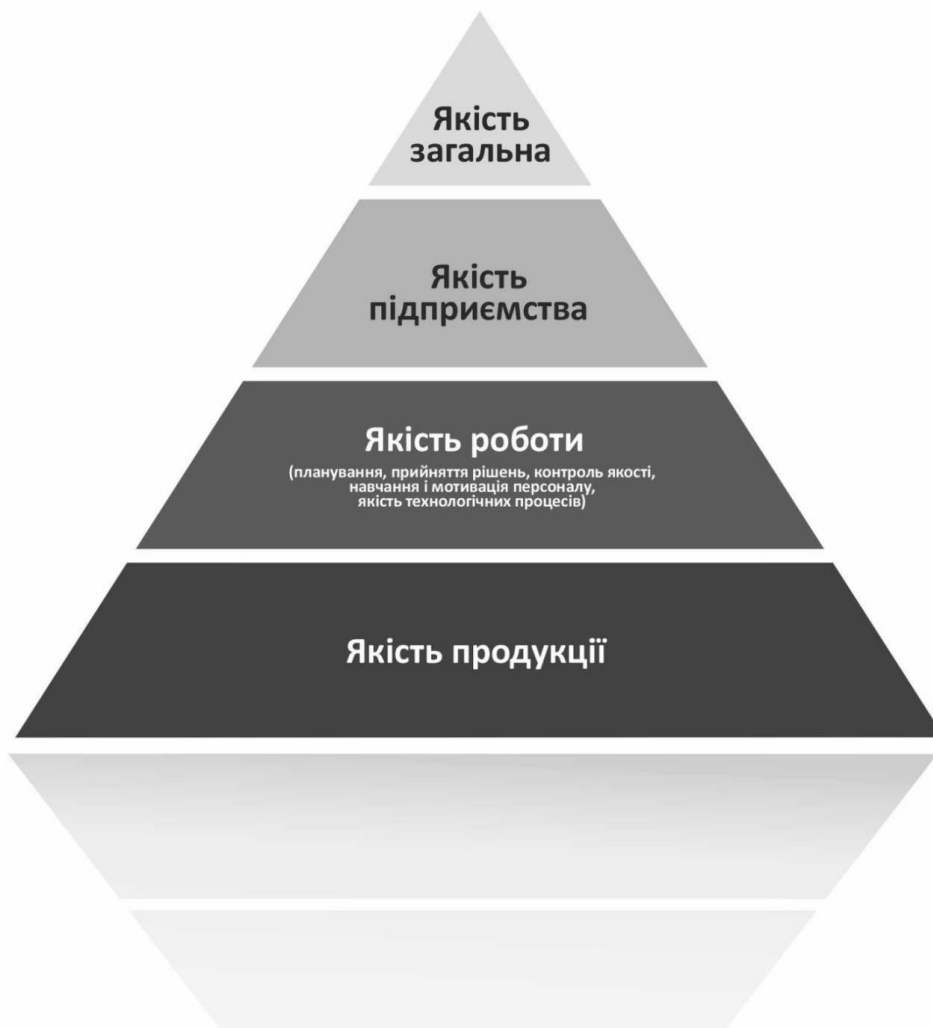 Якість
загальна
Якість
підприємства
Якість роботи
(планування, прийняття рішень, контроль якості,
навчання і мотивація персоналу,
якість технологічних процесів)
Якість продукції